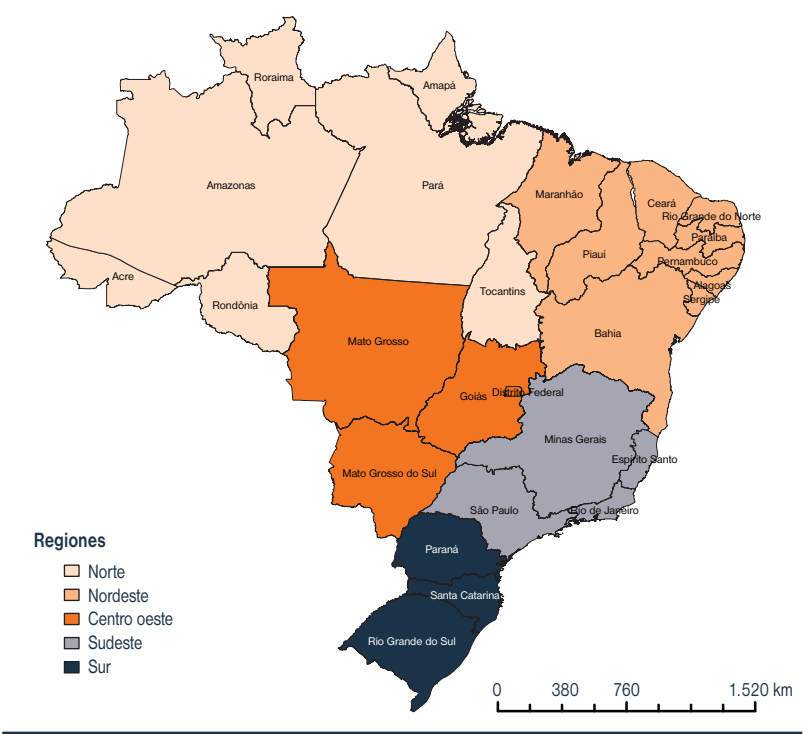 Roraima
Amapá
Amazonas
Pará
Maranhão
Ceará
Rio Grande do Norte
Paraíba
Piauí
Pernambuco
Acre
Tocantins
Alagoas
Sergipe
Rondônia
Bahia
Mato Grosso
Goiás
Distrito Federal
Minas Gerais
Espírito Santo
Mato Grosso do Sul
São Paulo
Rio de Janeiro
Paraná
Santa Catarina
Rio Grande do Sul
Regiones
Norte
Nordeste
Centro oeste
Sudeste
Sur
0 380 760 1.520 km